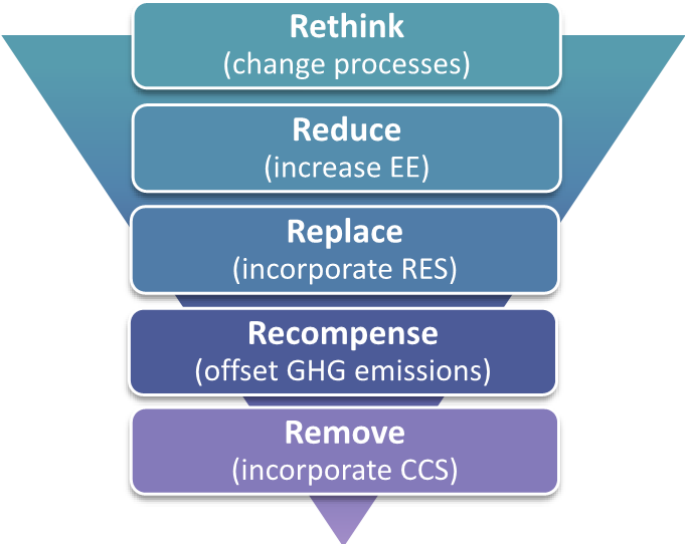 Rethink
(change processes)
Reduce
(increase EE)
Replace
(incorporate RES)
Recompense
(offset GHG emissions)
Remove
(incorporate CCS)